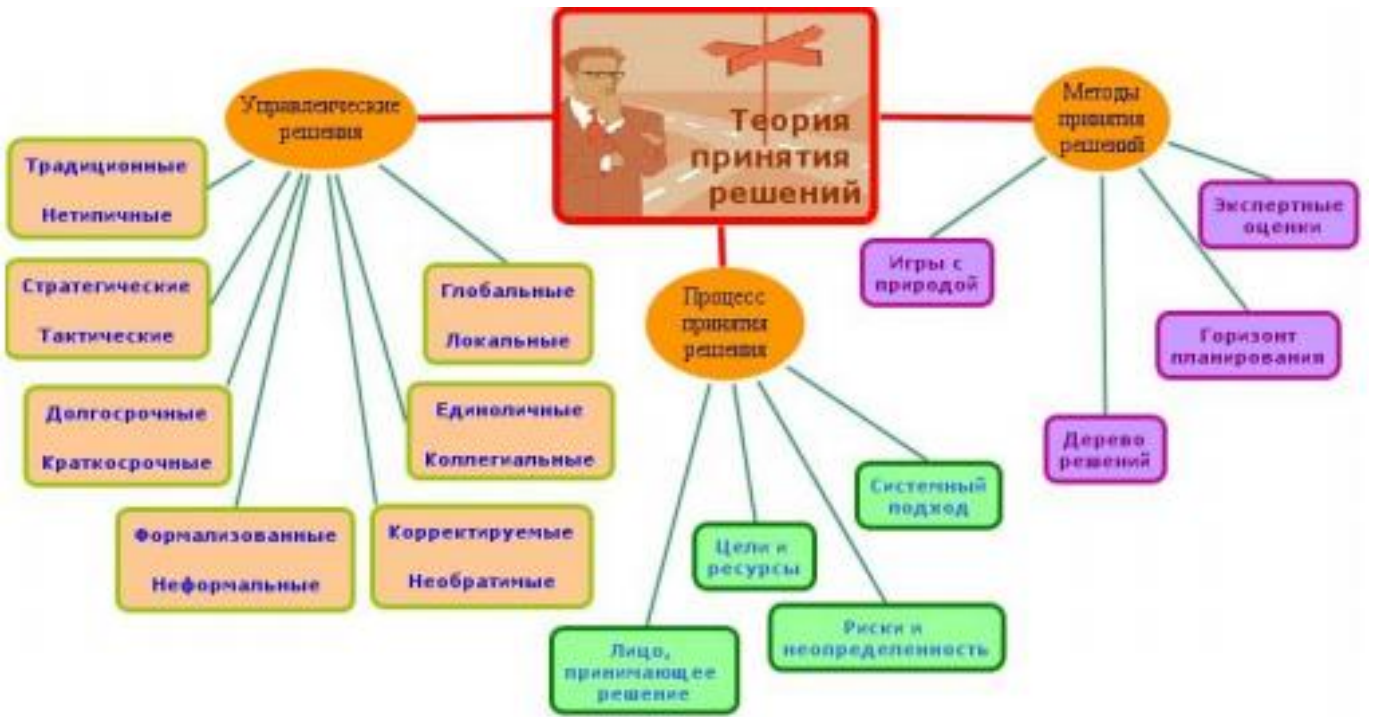 Теория
принятия
решений
Управленческие
решения
Традиционные
Нетипичные
Стратегические
Тактические
Долгосрочные
Краткосрочные
Формализованные
Неформальные
Корректируемые
Необратимые
Единоличные
Коллегиальные
Глобальные
Локальные
Процесс
принятия
решения
Лицо,
приничающее
решение
Цели и
ресурсы
Риски и
неопределенность
Системный
подход
Методы
принятия
решений
Игры с
природой
Дерево
решений
Горизонт
планирования
Экспертные
оценки